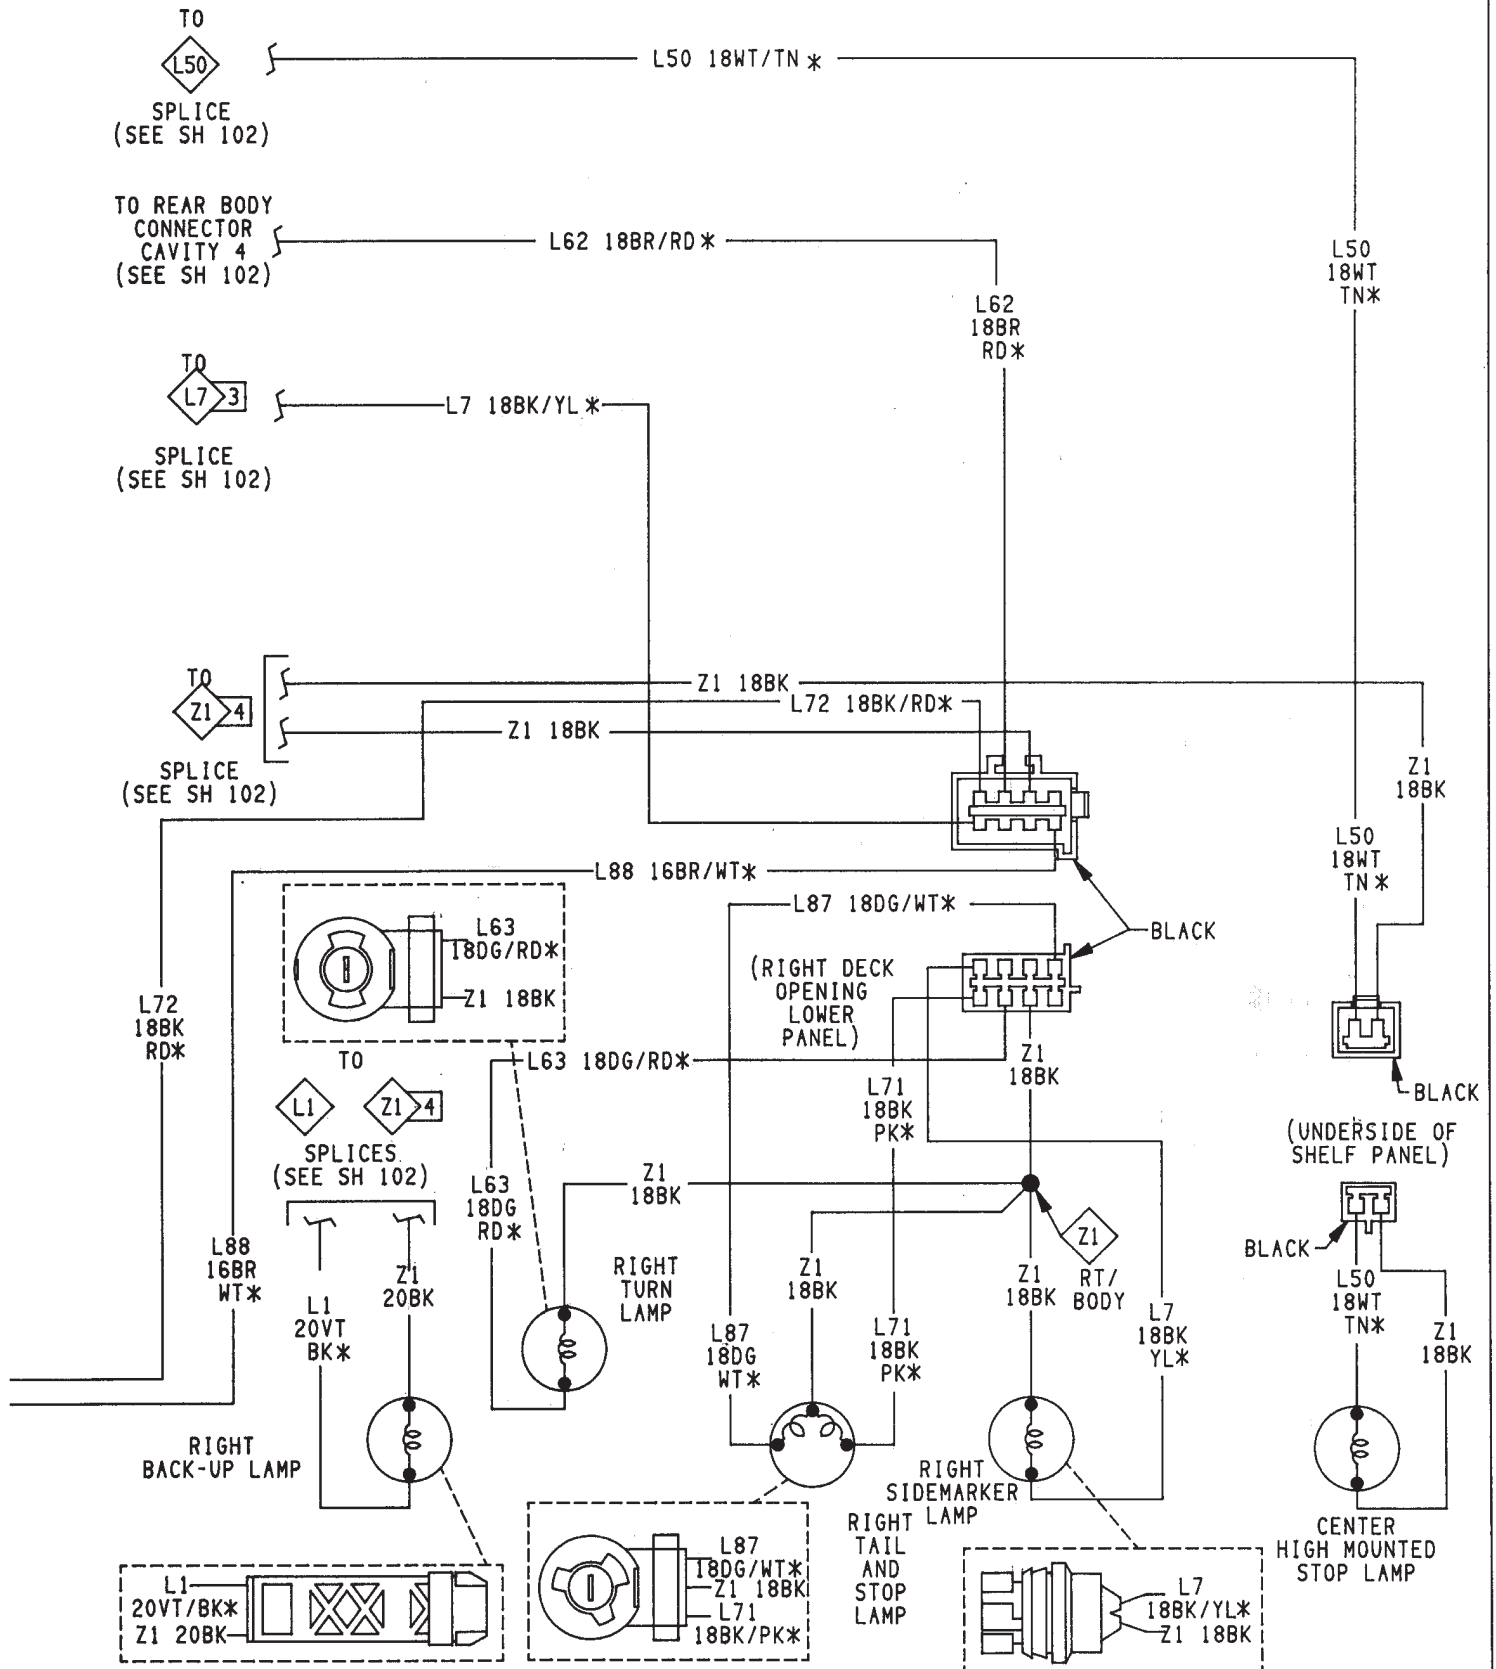 TO
L50
SPLICE
(SEE SH 102)
L50 18WT/TN *
TO REAR BODY
CONNECTOR
CAVITY 4
(SEE SH 102)
L62 18BR/RD*
L50
18WT
TN*
L62
18BR
RD*
TO
L7 3
SPLICE
(SEE SH 102)
L7 18BK/YL *
TO
Z1 4
SPLICE
(SEE SH 102)
Z1 18BK
L72 18BK/RD*
Z1 18BK
Z1
18BK
L50
18WT
TN *
L88 16BR/WT*
L87 18DG/WT*
BLACK
L63
18DG/RD*
Z1 18BK
(RIGHT DECK
OPENING
LOWER
PANEL)
L72
18BK
RD*
TO
L63 18DG/RD*
Z1
18BK
L71
18BK
PK*
BLACK
L1
Z1 4
SPLICES
(SEE SH 102)
(UNDERSIDE OF
SHELF PANEL)
L63
18DG
RD*
Z1
18BK
Z1
RT/
BODY
BLACK
L88
16BR
WT*
L1
20VT
BK*
Z1
20BK
RIGHT
TURN
LAMP
Z1
18BK
Z1
18BK
L50
18WT
TN*
L87
18DG
WT*
L71
18BK
PK*
L7
18BK
YL*
Z1
18BK
RIGHT
BACK-UP LAMP
RIGHT
SIDEMARKER
LAMP
RIGHT
TAIL
AND
STOP
LAMP
CENTER
HIGH MOUNTED
STOP LAMP
L1
20VT/BK*
Z1 20BK
L87
18DG/WT*
Z1 18BK
L71
18BK/PK*
L7
18BK/YL*
Z1 18BK